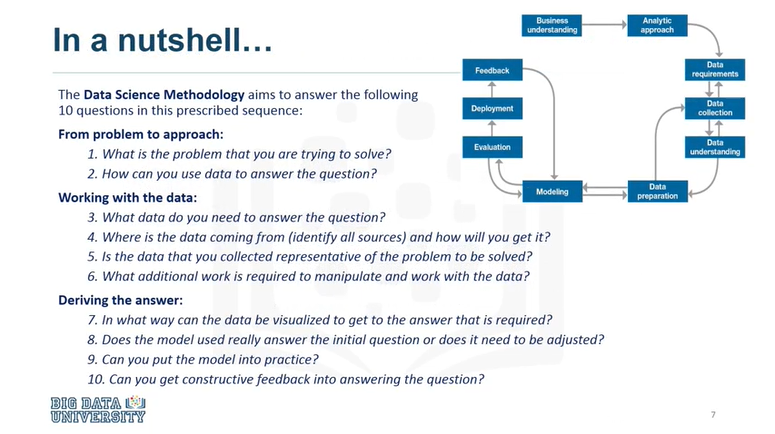 In a nutshell…
The Data Science Methodology aims to answer the following
10 questions in this prescribed sequence:
From problem to approach:
1. What is the problem that you are trying to solve?
2. How can you use data to answer the question?
Working with the data:
3. What data do you need to answer the question?
4. Where is the data coming from (identify all sources) and how will you get it?
5. Is the data that you collected representative of the problem to be solved?
6. What additional work is required to manipulate and work with the data?
Deriving the answer:
7. In what way can the data be visualized to get to the answer that is required?
8. Does the model used really answer the initial question or does it need to be adjusted?
9. Can you put the model into practice?
10. Can you get constructive feedback into answering the question?
Business
understanding
Analytic
approach
Data
requirements
Data
collection
Data
understanding
Data
preparation
Modeling
Evaluation
Deployment
Feedback
BIG DATA
UNIVERSITY
7